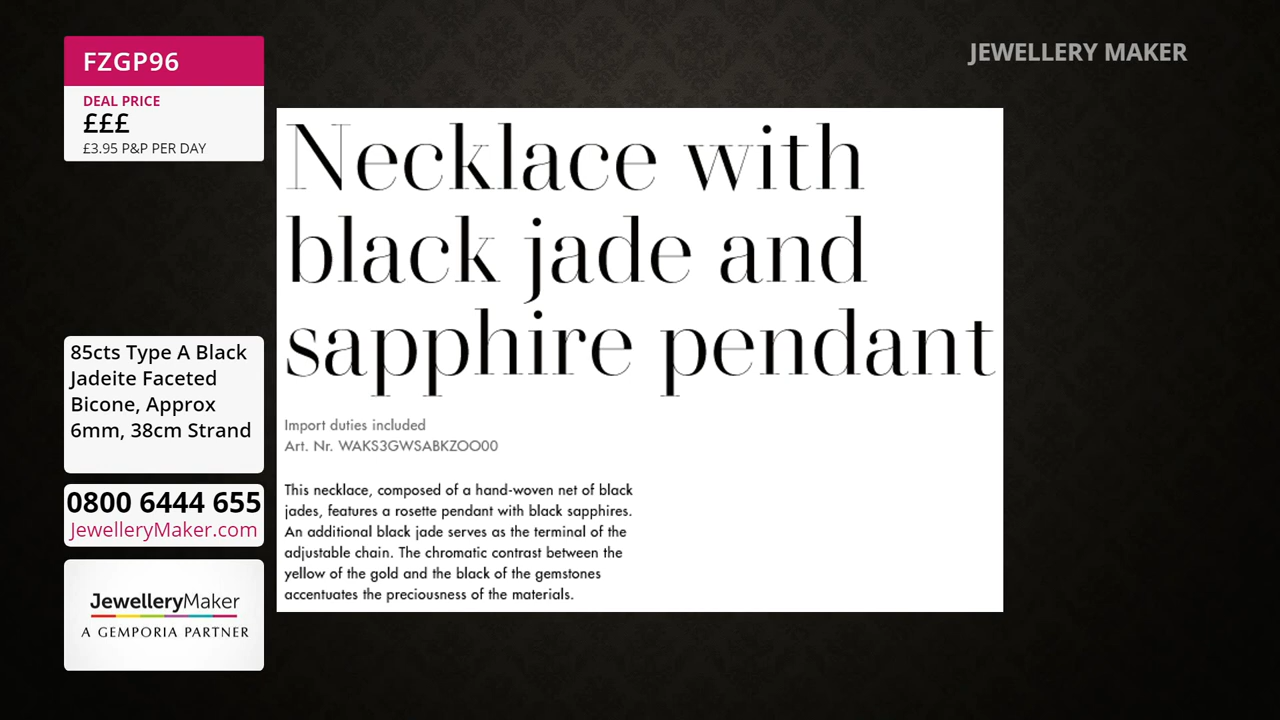 FZGP96
DEAL PRICE
£££
£3.95 P&P PER DAY
JEWELLERY MAKER
Necklace with
black jade and
sapphire pendant
Import duties included
Art. Nr. WAKS3GWSABKZOO00
This necklace, composed of a hand-woven net of black
jades, features a rosette pendant with black sapphires.
An additional black jade serves as the terminal of the
adjustable chain. The chromatic contrast between the
yellow of the gold and the black of the gemstones
accentuates the preciousness of the materials.
85cts Type A Black
Jadeite Faceted
Bicone, Approx
6mm, 38cm Strand
0800 6444 655
JewelleryMaker.com
JewelleryMaker
A GEMPORIA PARTNER